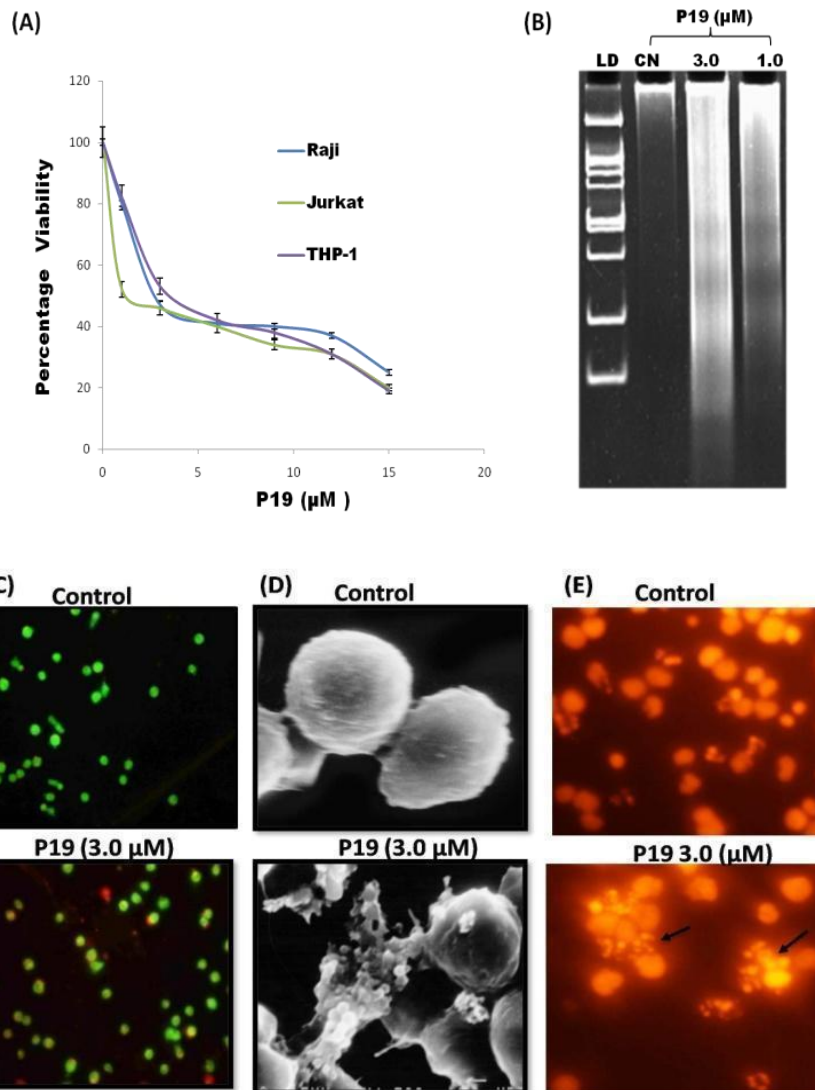 (A)
120
100
80
60
40
20
0
0 5 10 15 20
Percentage Viability
P19 (µM )
Raji
Jurkat
THP-1
(B)
P19 (µM)
LD CN 3.0 1.0
C)
Control
P19 (3.0 µM)
(D)
Control
P19 (3.0 µM)
(E)
Control
P19 3.0 (µM)